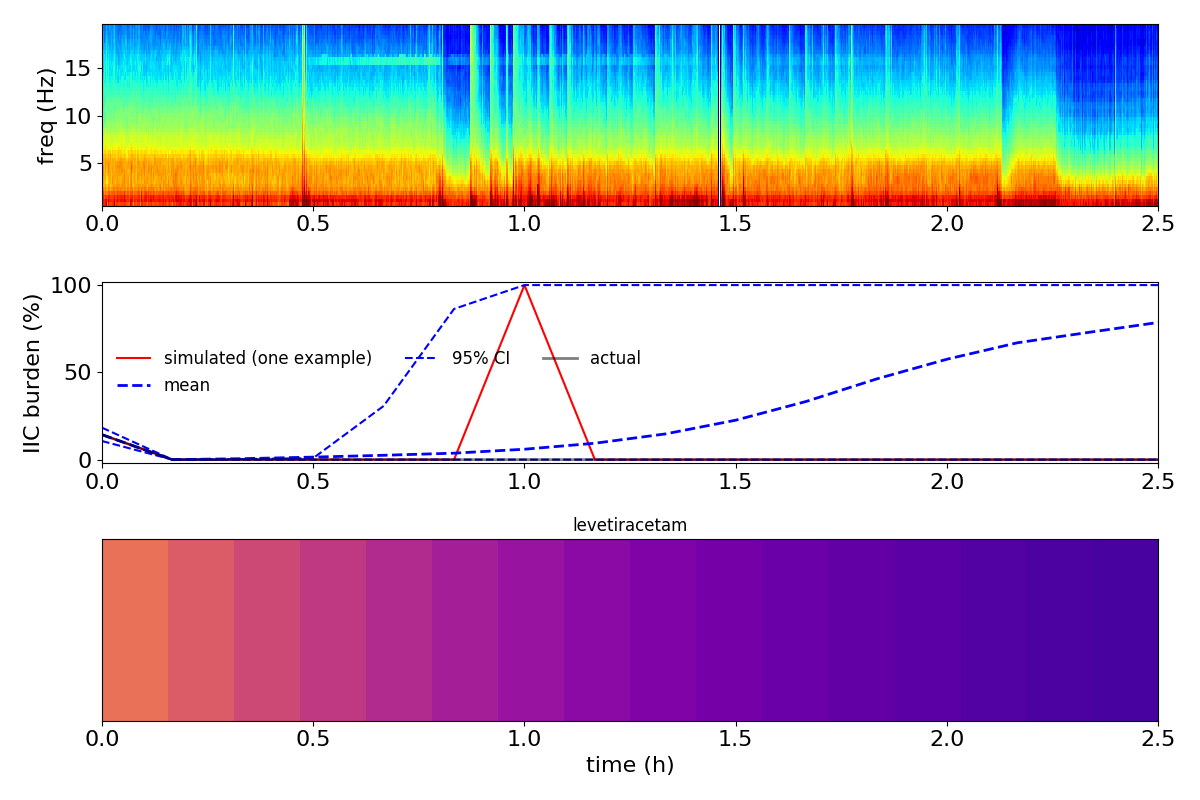 freq (Hz)
15
10
5
0.0 0.5 1.0 1.5 2.0 2.5
IIC burden (%)
100
50
0
simulated (one example) 95% CI actual
mean
0.0 0.5 1.0 1.5 2.0 2.5
levetiracetam
0.0 0.5 1.0 1.5 2.0 2.5
time (h)